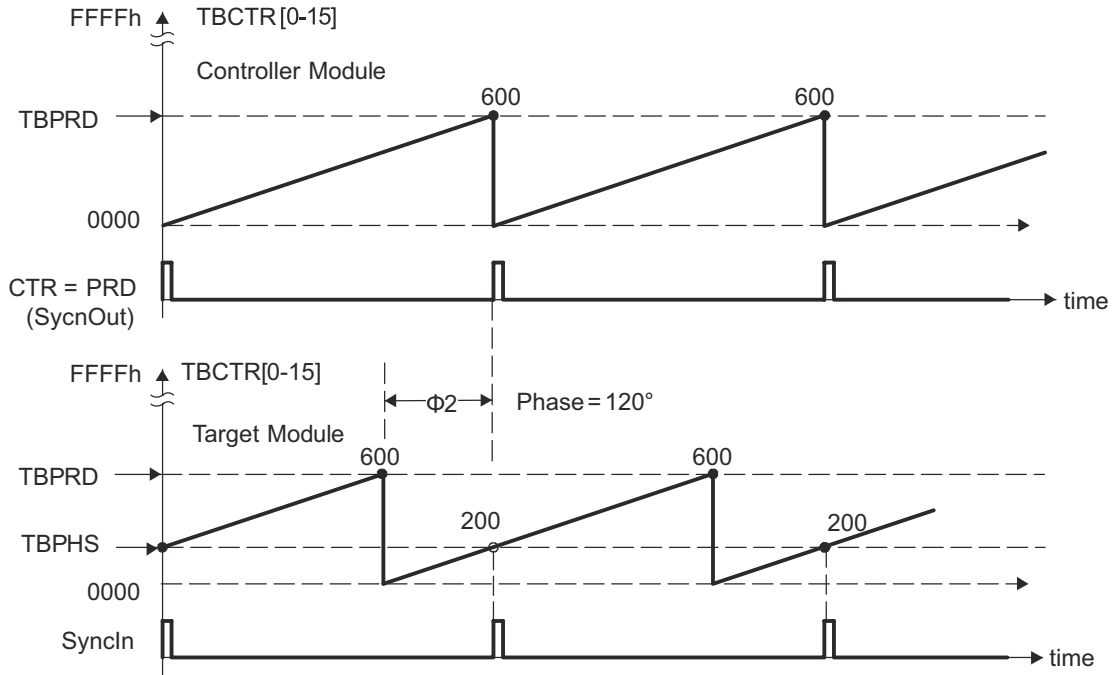 FFFFh
TBCTR[0-15]
Controller Module
600
600
TBPRD
0000
CTR = PRD
(SycnOut)
time
FFFFh
TBCTR[0-15]
Φ2
Phase = 120°
Target Module
600
600
TBPRD
200
200
TBPHS
0000
SyncIn
time